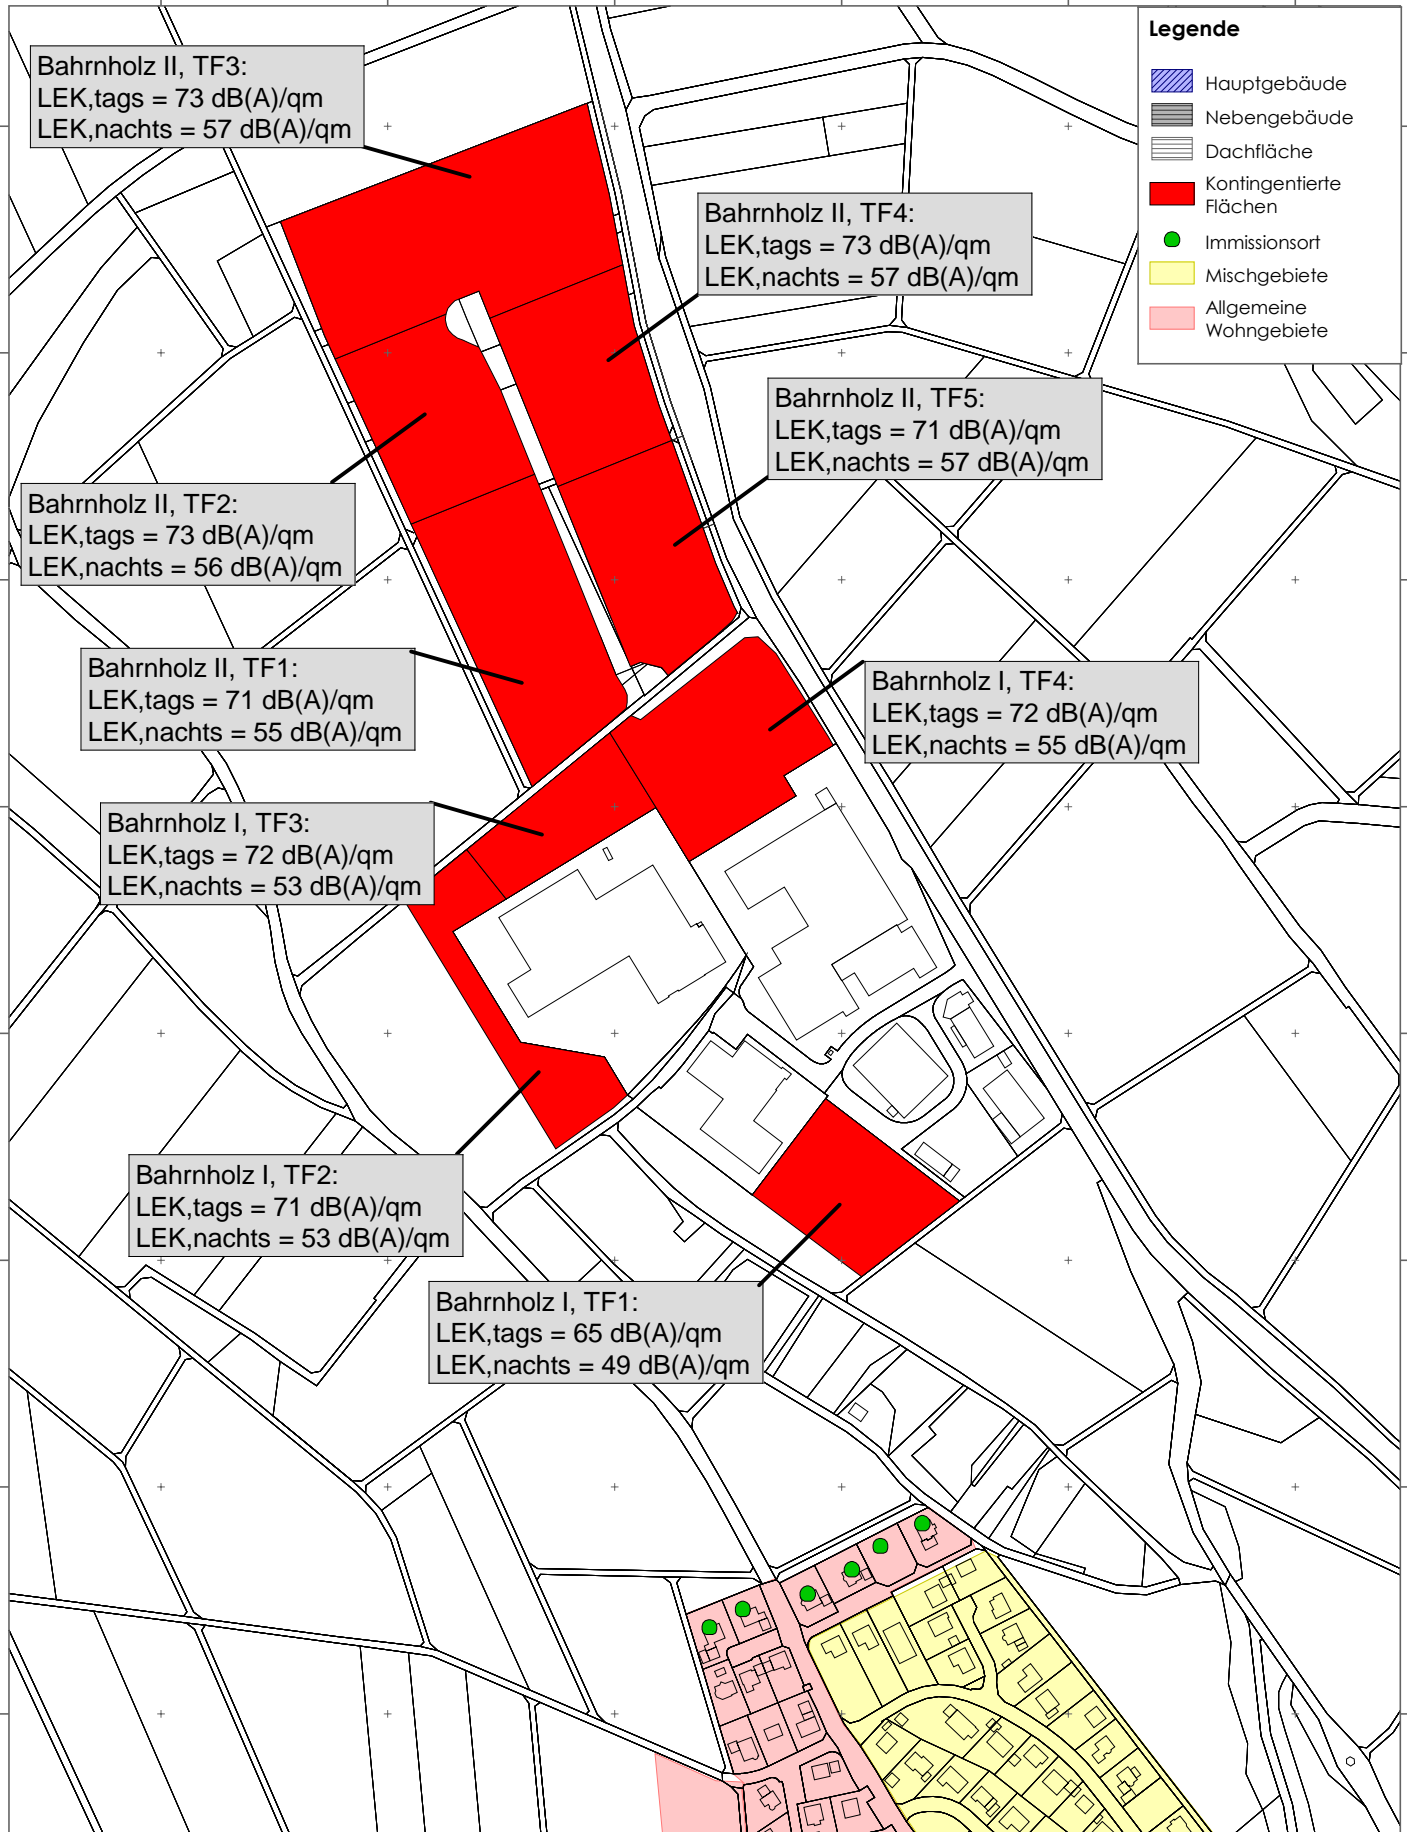 Legende
Hauptgebäude
Nebengebäude
Dachfläche
Kontingentierte
Flächen
Immissionsort
Mischgebiete
Allgemeine
Wohngebiete
Bahrnholz II, TF3:
LEK,tags = 73 dB(A)/qm
LEK,nachts = 57 dB(A)/qm
Bahrnholz II, TF4:
LEK,tags = 73 dB(A)/qm
LEK,nachts = 57 dB(A)/qm
Bahrnholz II, TF5:
LEK,tags = 71 dB(A)/qm
LEK,nachts = 57 dB(A)/qm
Bahrnholz II, TF2:
LEK,tags = 73 dB(A)/qm
LEK,nachts = 56 dB(A)/qm
Bahrnholz II, TF1:
LEK,tags = 71 dB(A)/qm
LEK,nachts = 55 dB(A)/qm
Bahrnholz I, TF4:
LEK,tags = 72 dB(A)/qm
LEK,nachts = 55 dB(A)/qm
Bahrnholz I, TF3:
LEK,tags = 72 dB(A)/qm
LEK,nachts = 53 dB(A)/qm
Bahrnholz I, TF2:
LEK,tags = 71 dB(A)/qm
LEK,nachts = 53 dB(A)/qm
Bahrnholz I, TF1:
LEK,tags = 65 dB(A)/qm
LEK,nachts = 49 dB(A)/qm